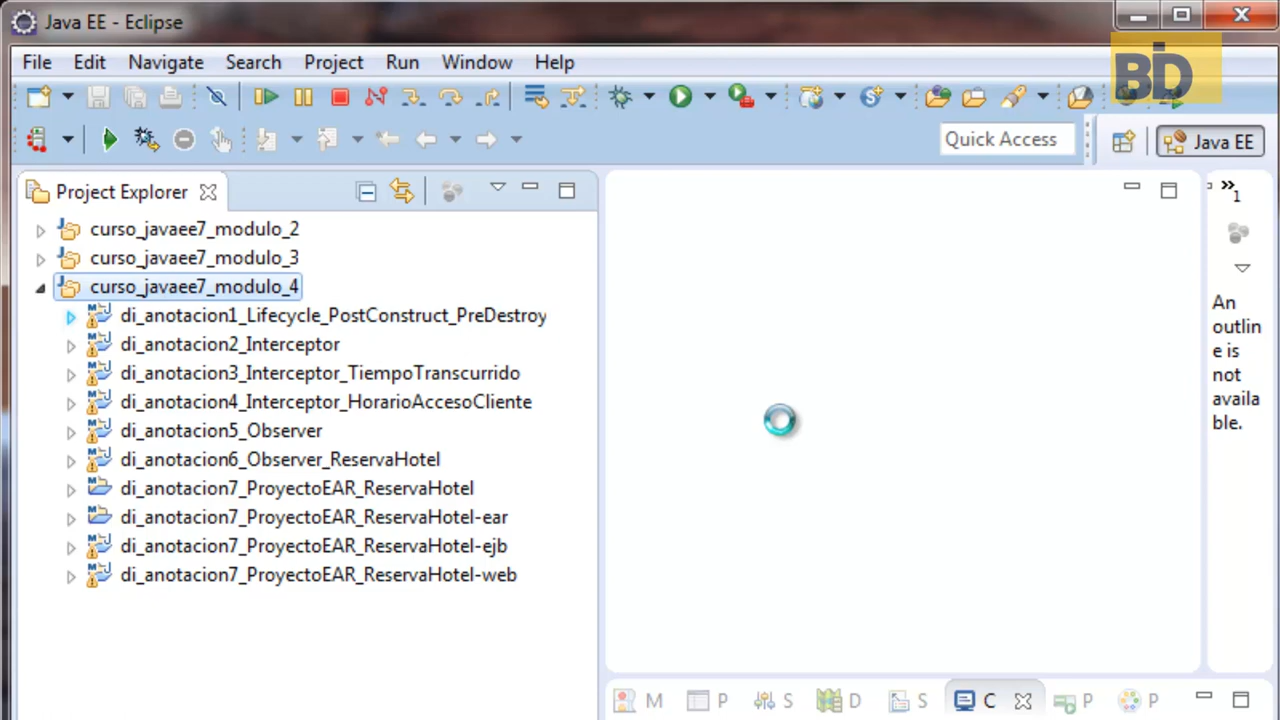 Java EE - Eclipse
File Edit Navigate Search Project Run Window Help
BiD
Quick Access
Java EE
Project Explorer
1
curso_javaee7_modulo_2
curso_javaee7_modulo_3
curso_javaee7_modulo_4
di_anotacion1_Lifecycle_PostConstruct_PreDestroy
di_anotacion2_Interceptor
di_anotacion3_Interceptor_TiempoTranscurrido
di_anotacion4_Interceptor_HorarioAccesoCliente
di_anotacion5_Observer
di_anotacion6_Observer_ReservaHotel
di_anotacion7_ProyectoEAR_ReservaHotel
di_anotacion7_ProyectoEAR_ReservaHotel-ear
di_anotacion7_ProyectoEAR_ReservaHotel-ejb
di_anotacion7_ProyectoEAR_ReservaHotel-web
An
outlin
e is
not
availa
ble.
M P S D S C P P